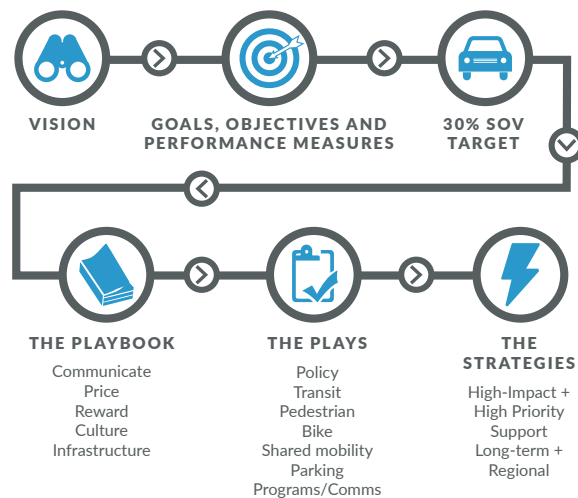 VISION
GOALS, OBJECTIVES AND
PERFORMANCE MEASURES
30% SOV
TARGET
THE PLAYBOOK
Communicate
Price
Reward
Culture
Infrastructure
THE PLAYS
Policy
Transit
Pedestrian
Bike
Shared mobility
Parking
Programs/Comms
THE
STRATEGIES
High-Impact +
High Priority
Support
Long-term +
Regional